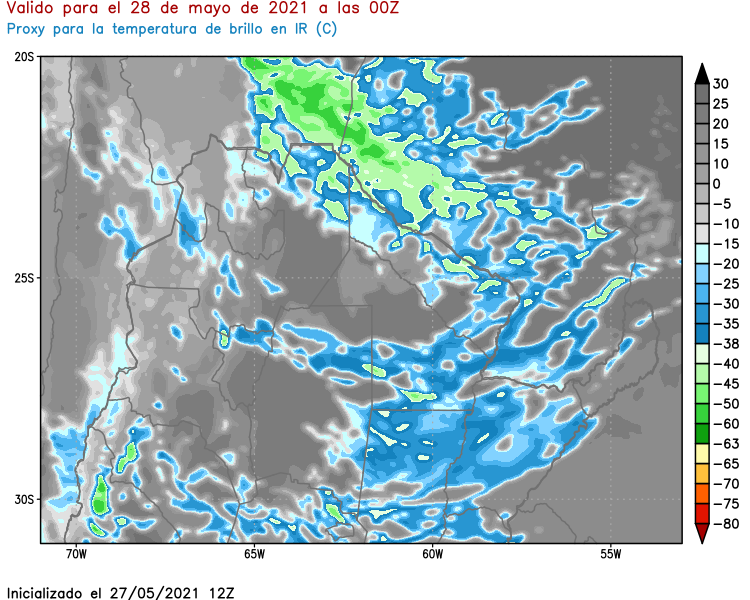 Valido para el 28 de mayo de 2021 a las 00Z
Proxy para la temperatura de brillo en IR (C)
20S
25S
30S
70W
65W
60W
55W
30
25
20
15
10
0
−5
−10
−15
−20
−25
−30
−35
−38
−40
−45
−50
−60
−63
−65
−70
−75
−80
Inicializado el 27/05/2021 12Z